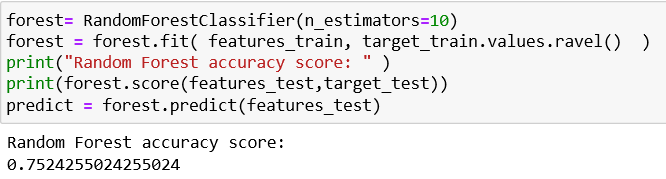 forest= RandomForestClassifier(n_estimators=10)
forest = forest.fit( features_train, target_train.values.ravel()  )
print("Random Forest accuracy score: " )
print(forest.score(features_test,target_test))
predict = forest.predict(features_test)
Random Forest accuracy score:
0.7524255024255024